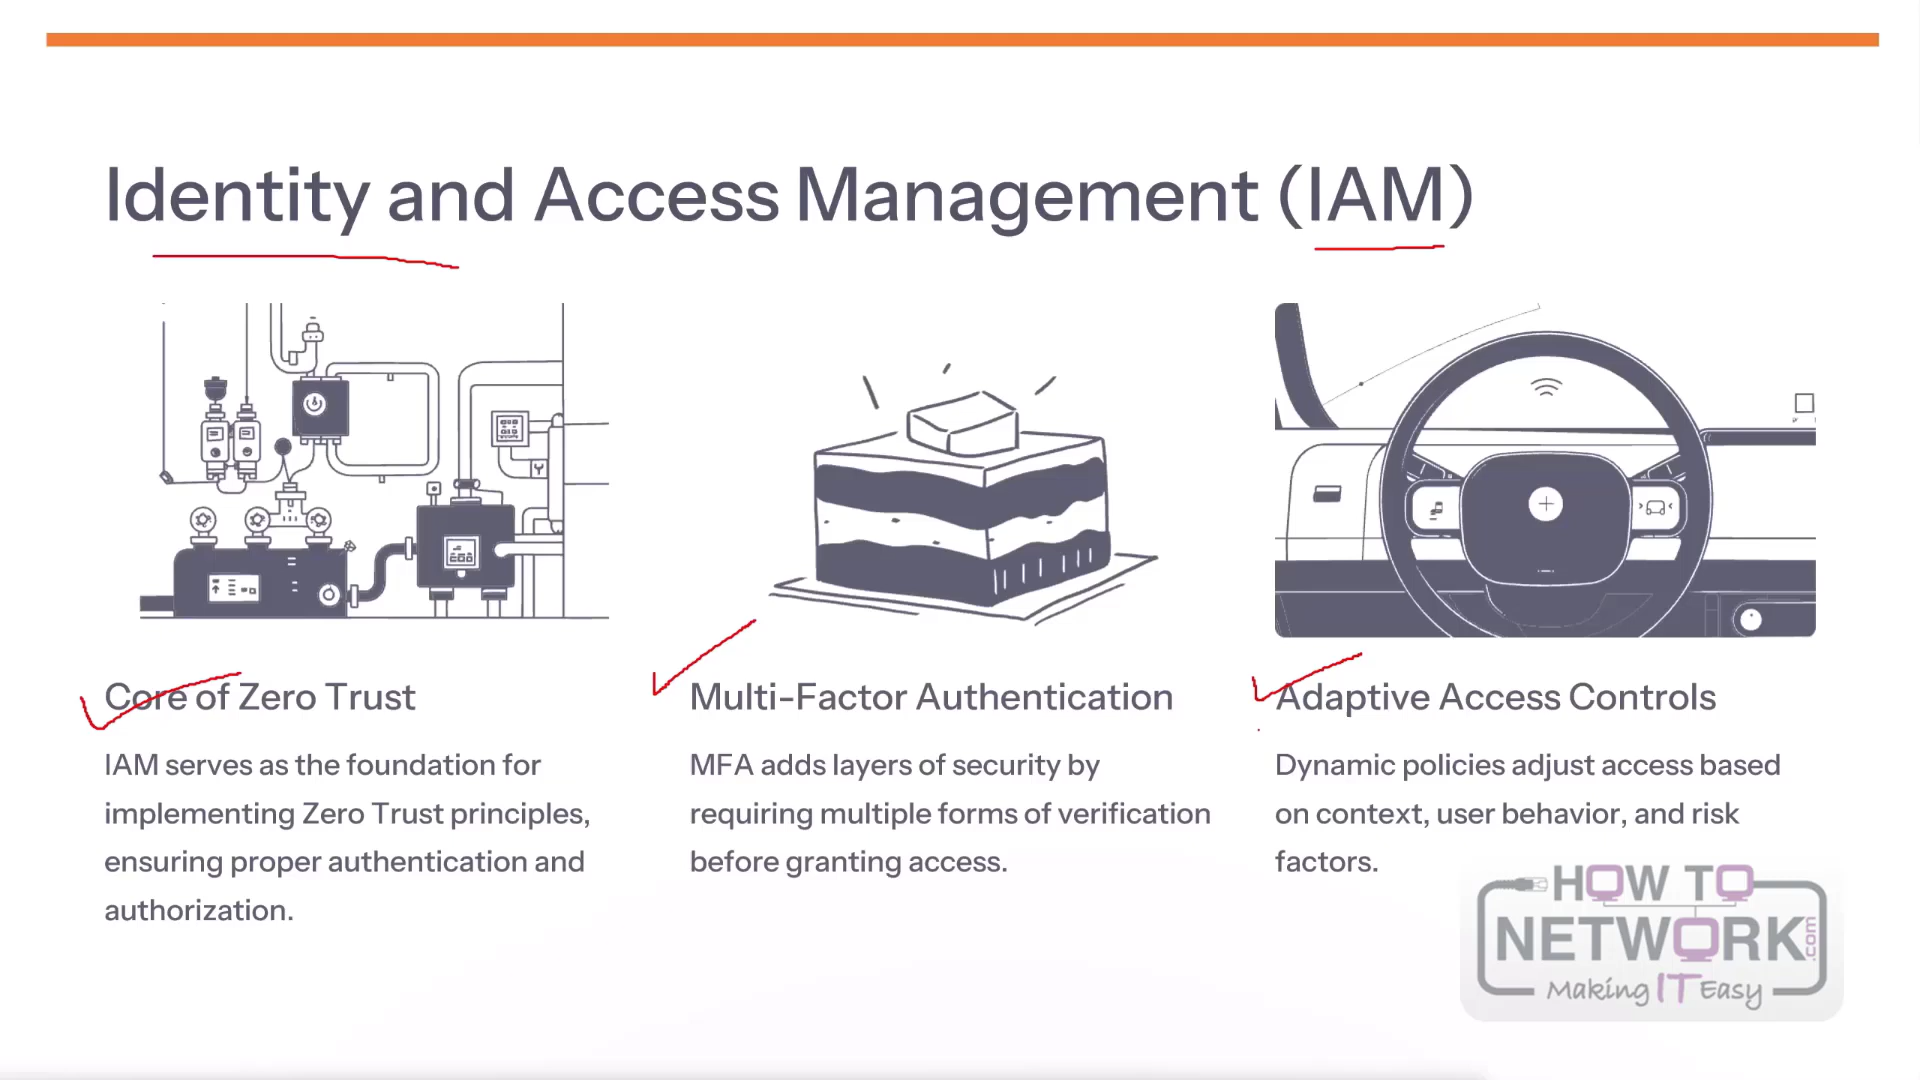 Identity and Access Management (IAM)
Core of Zero Trust
IAM serves as the foundation for
implementing Zero Trust principles,
ensuring proper authentication and
authorization.
Multi-Factor Authentication
MFA adds layers of security by
requiring multiple forms of verification
before granting access.
Adaptive Access Controls
Dynamic policies adjust access based
on context, user behavior, and risk
factors.
HOW TO
NETWORK.com
Making IT Easy